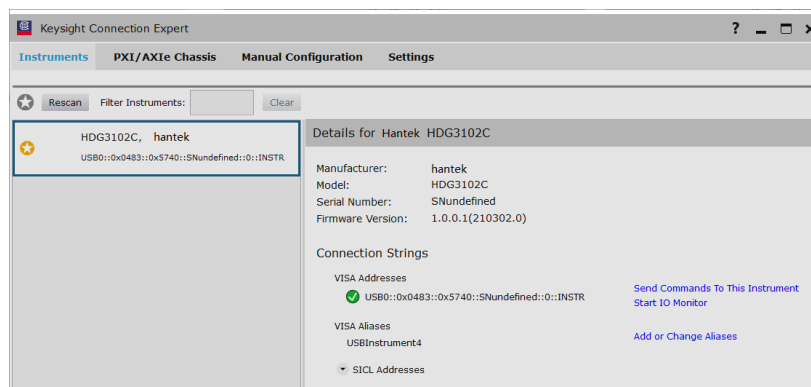 Keysight Connection Expert
?
Instruments PXI/AXIe Chassis Manual Configuration Settings
Rescan Filter Instruments: Clear
HDG3102C, hantek
USB0::0x0483::0x5740::SNundefined::0::INSTR
Details for Hantek HDG3102C
Manufacturer: hantek
Model: HDG3102C
Serial Number: SNundefined
Firmware Version: 1.0.0.1(210302.0)
Connection Strings
VISA Addresses
USB0::0x0483::0x5740::SNundefined::0::INSTR
Send Commands To This Instrument
Start IO Monitor
VISA Aliases
USBInstrument4
Add or Change Aliases
SICL Addresses